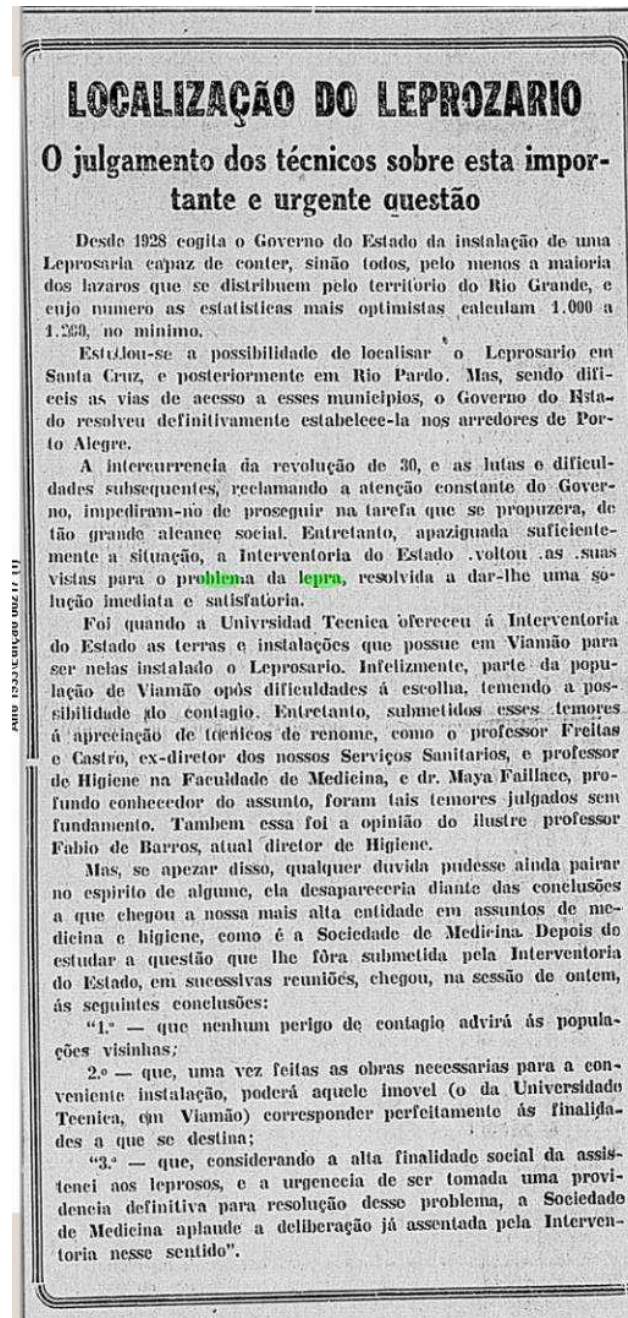 LOCALIZAÇÃO DO LEPROZARIO
O julgamento dos técnicos sobre esta impor-
tante e urgente questão
Desde 1928 cogita o Governo do Estado da instalação de uma
Leprosaria capaz de conter, sinão todos, pelo menos a maioria
dos lazaros que se distribuem pelo territorio do Rio Grande, e
cujo numero as estatisticas mais optimistas calculam 1.000 a
no minimo.
Estudou-se a possibilidade de localisar o Leprosario em
Santa Cruz, e posteriormente em Rio Pardo. Mas, sendo difi-
ceis as vias de acesso a esses municipios, o Governo do Esta-
do resolveu definitivamente estabelece-la nos arredores de Por-
to Alegre.
A intercurrencia da revolução de 30, e as lutas e dificul-
dades subsequentes, reclamando a atenção constante do Gover-
no, impediram-no de proseguir na tarefa que se propuzera, de
tão grande alcance social. Entretanto, apaziguada suficiente-
mente a situação, a Interventoria do Estado .voltou .as .suas
vistas para o problema da lepra, resolvida a dar-lhe uma so-
lução imediata e satisfatoria.
Foi quando a Univrsidad Tecnica ofereceu á Interventoria
do Estado as terras e instalações que possue em Viamão para
ser nelas instalado o Leprosario. Infelizmente, parte da popu-
lação de Viamão opôs dificuldades á escolha, temendo a pos-
sibilidade do contagio. Entretanto, submetidos esses temores
á apreciação de técnicos de renome, como o professor Freitas
e Castro, ex-diretor dos nossos Serviços Sanitarios, e professor
de Higiene na Faculdade de Medicina, e dr. Maya Faillace, pro-
fundo conhecedor do assunto, foram tais temores julgados sem
fundamento. Tambem essa foi a opinião do ilustre professor
Fabio de Barros, atual diretor de Higiene.
Mas, se apezar disso, qualquer duvida pudesse ainda pairar
no espirito de algume, ela desapareceria diante das conclusões
a que chegou a nossa mais alta entidade em assuntos de me-
dicina e higiene, como é a Sociedade de Medicina. Depois do
estudar a questão que lhe fôra submetida pela Interventoria
do Estado, em sucessivas reuniões, chegou, na sessão de ontem,
ás seguintes conclusões:
"1.º — que nenhum perigo de contagio advirá ás popula-
ções visinhas;
2.º — que, uma vez feitas as obras necessarias para a con-
veniente instalação, poderá aquele imovel (o da Universidade
Tecnica, em Viamão) corresponder perfeitamente ás finalida-
des a que se destina;
"3.ª — que, considerando a alta finalidade social da assis-
tenci aos leprosos, e a urgenceia de ser tomada uma provi-
dencia definitiva para resolução desse problema, a Sociedade
de Medicina aplaude a deliberação já assentada pela Interven-
toria nesse sentido".